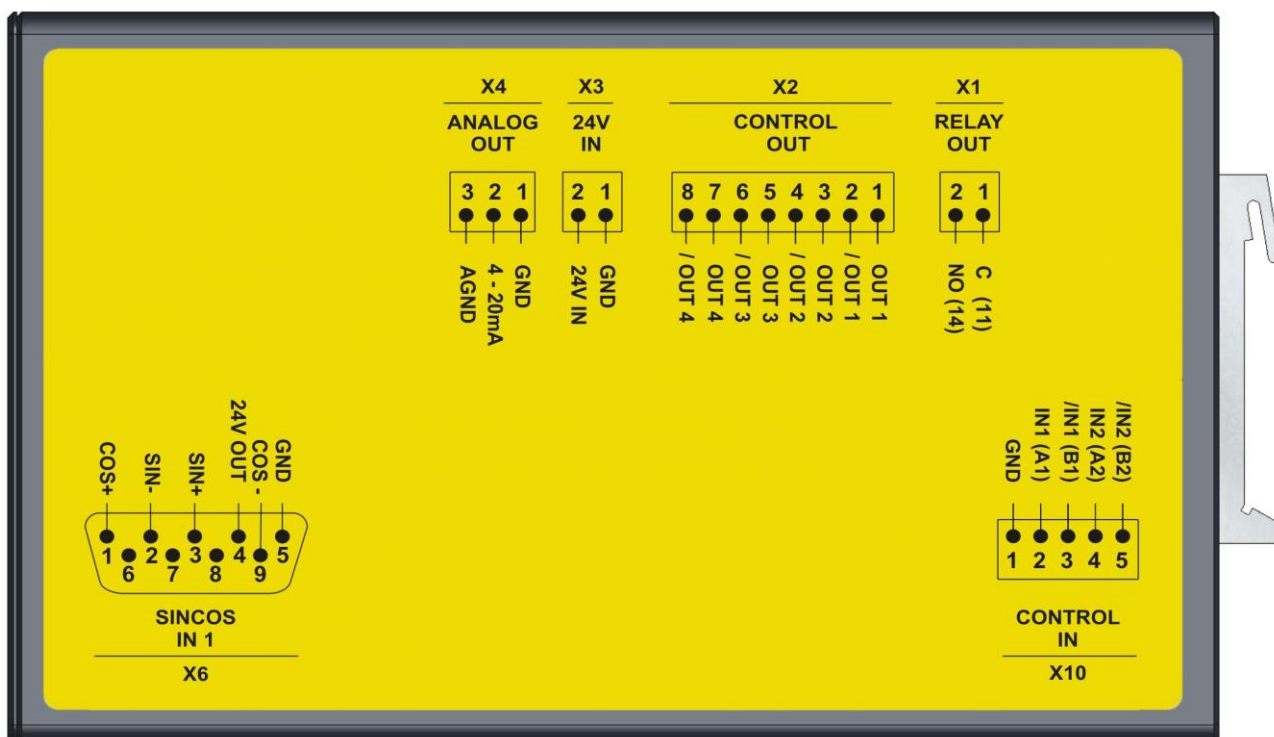 X4
ANALOG
OUT
3 2 1
AGND
4 - 20mA
GND
X3
24V
IN
2 1
24V IN
GND
X2
CONTROL
OUT
8 7 6 5 4 3 2 1
/ OUT 4
OUT 4
/ OUT 3
OUT 3
/ OUT 2
OUT 2
/ OUT 1
OUT 1
X1
RELAY
OUT
2 1
NO (14)
C (11)
COS+
SIN-
SIN+
24V OUT
COS -
GND
1 2 3 4 5
6 7 8 9
SINCOS
IN 1
X6
GND
IN1 (A1)
/IN1 (B1)
IN2 (A2)
/IN2 (B2)
1 2 3 4 5
CONTROL
IN
X10